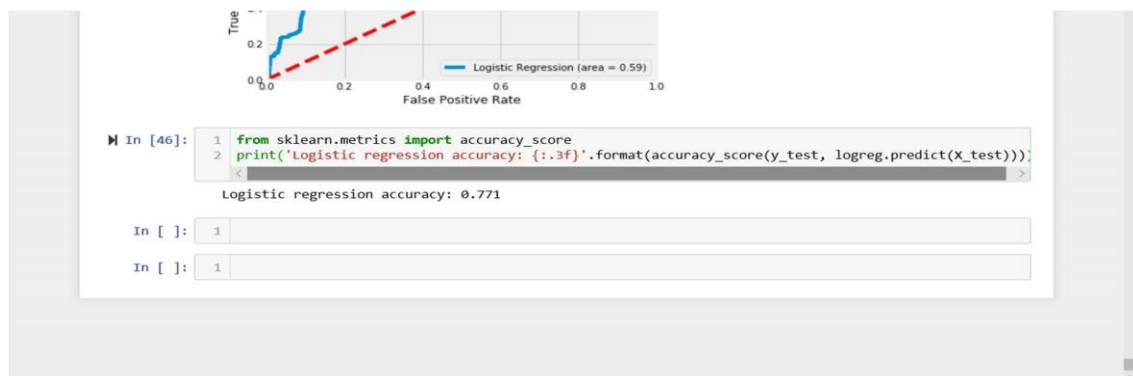 True
0.2
0.0
0.0 0.2 0.4 0.6 0.8 1.0
Logistic Regression (area = 0.59)
False Positive Rate
In [46]:
1 from sklearn.metrics import accuracy_score
2 print('Logistic regression accuracy: {:.3f}'.format(accuracy_score(y_test, logreg.predict(X_test)))
Logistic regression accuracy: 0.771
In [ ]: 1
In [ ]: 1